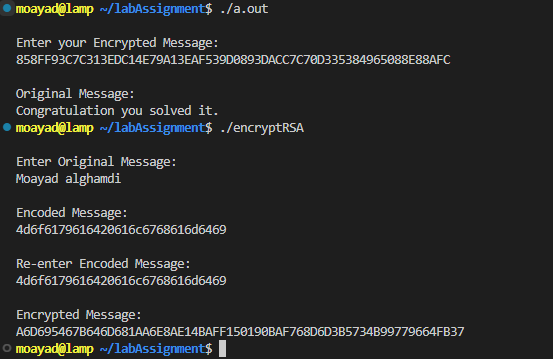 moayad@lamp ~/labAssignment$ ./a.out
Enter your Encrypted Message:
858FF93C7C313EDC14E79A13EAF539D0893DACC7C70D335384965088E88AFC
Original Message:
Congratulation you solved it.
moayad@lamp ~/labAssignment$ ./encryptRSA
Enter Original Message:
Moayad alghamdi
Encoded Message:
4d6f6179616420616c6768616d6469
Re-enter Encoded Message:
4d6f6179616420616c6768616d6469
Encrypted Message:
A6D695467B646D681AA6E8AE14BAFF150190BAF768D6D3B5734B99779664FB37
moayad@lamp ~/labAssignment$